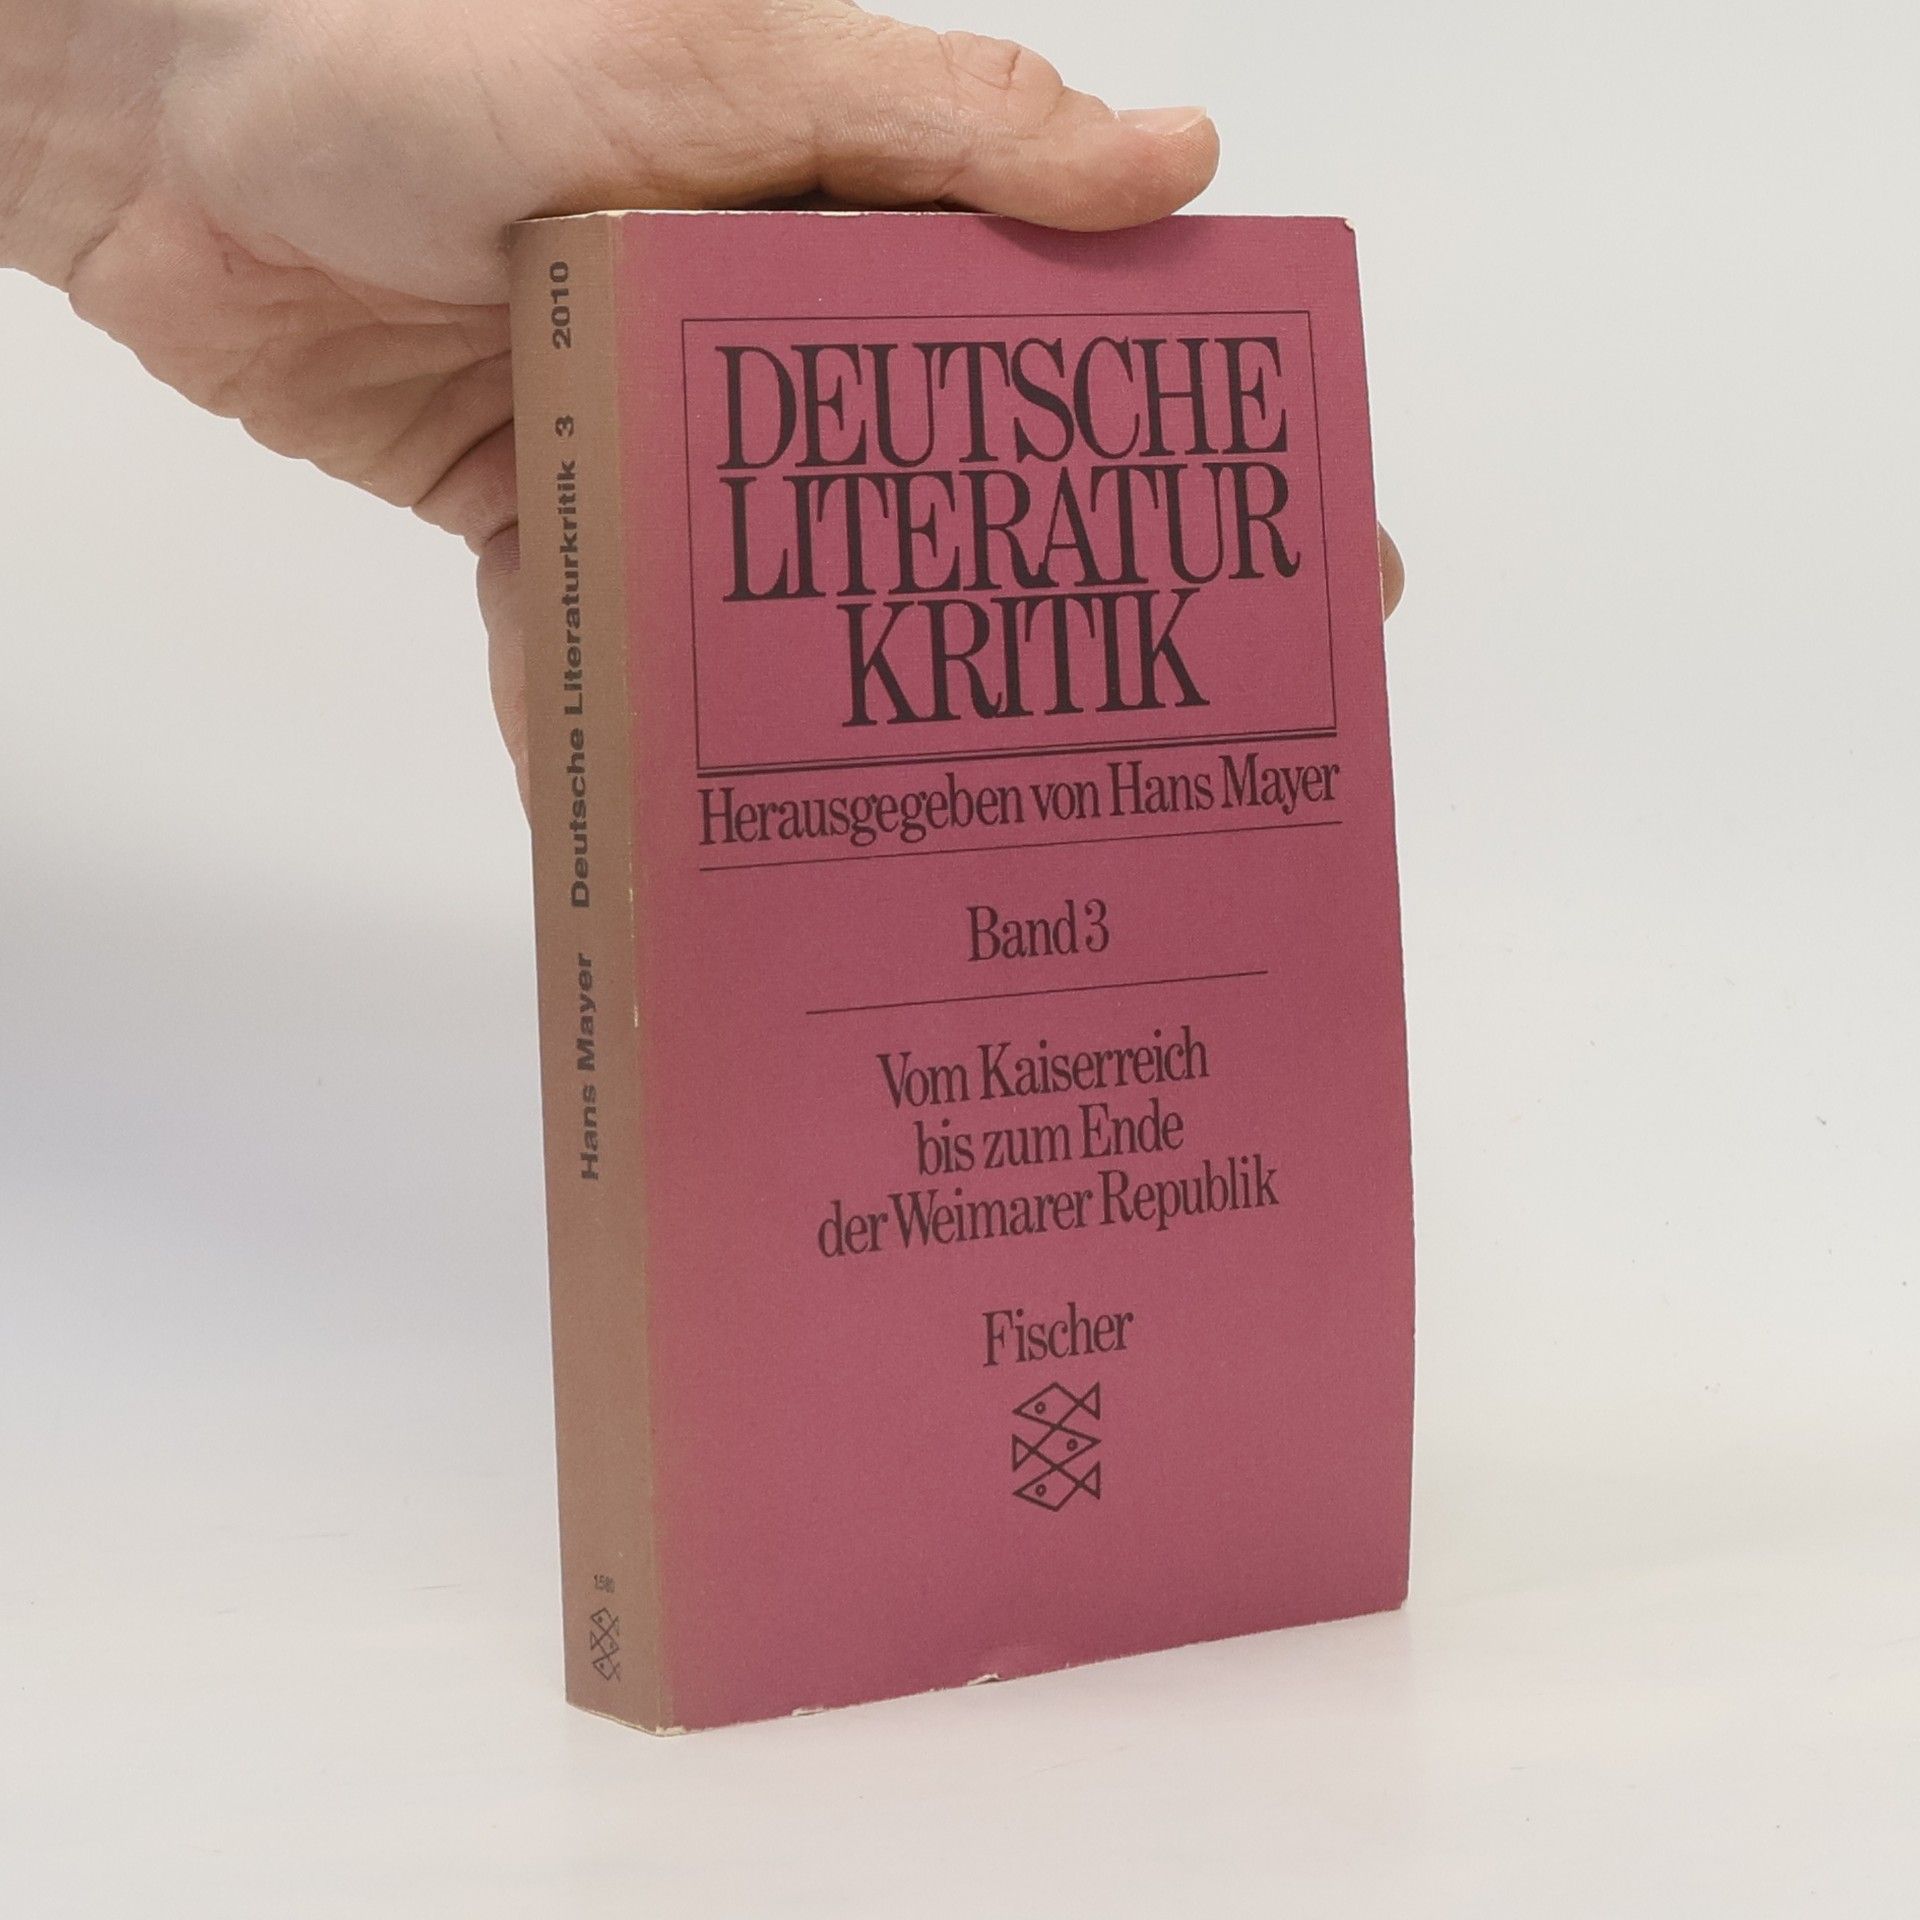 DEUTSCHE
LITERATUR
KRITIK
Herausgegeben von Hans Mayer
Band 3
Vom Kaiserreich
bis zum Ende
der Weimarer Republik
Fischer
Hans Mayer Deutsche Literaturkritik 3 2010